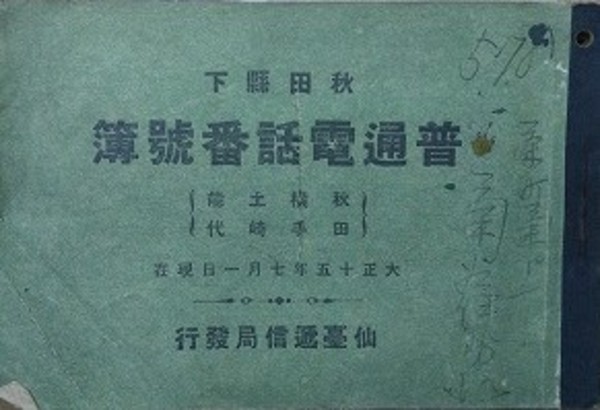 秋田縣下
普通電話番號簿
秋田
橫手
土崎
能代
大正十五年七月一日現在
仙臺遞信局發行